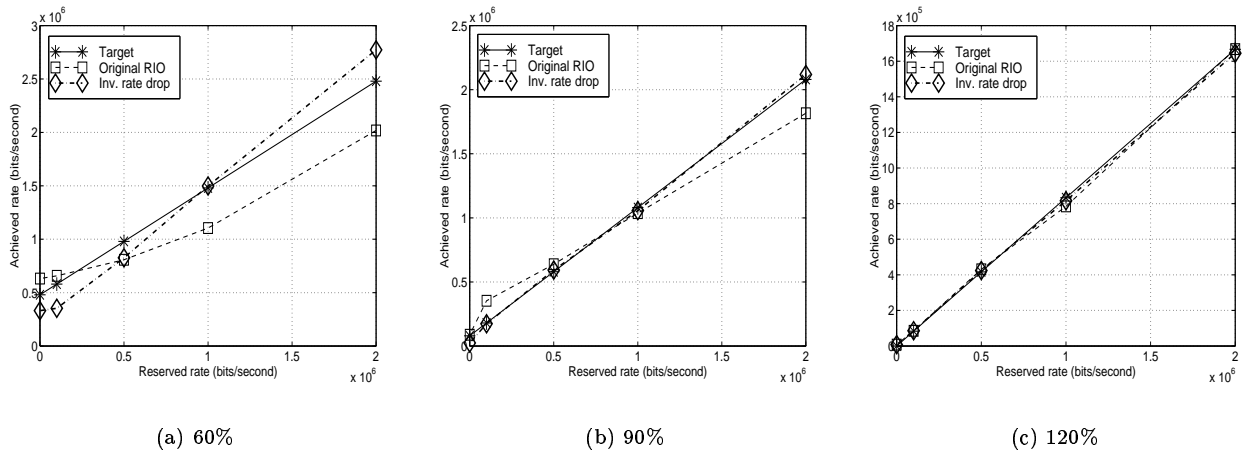 x 10^6
3
2.5
2
1.5
1
0.5
0
Achieved rate (bits/second)
Target
Original RIO
Inv. rate drop
0 0.5 1 1.5 2
Reserved rate (bits/second)
x 10^6
(a) 60%
x 10^6
2.5
2
1.5
1
0.5
0
Achieved rate (bits/second)
Target
Original RIO
Inv. rate drop
0 0.5 1 1.5 2
Reserved rate (bits/second)
x 10^6
(b) 90%
x 10^5
18
16
14
12
10
8
6
4
2
0
Achieved rate (bits/second)
Target
Original RIO
Inv. rate drop
0 0.5 1 1.5 2
Reserved rate (bits/second)
x 10^6
(c) 120%